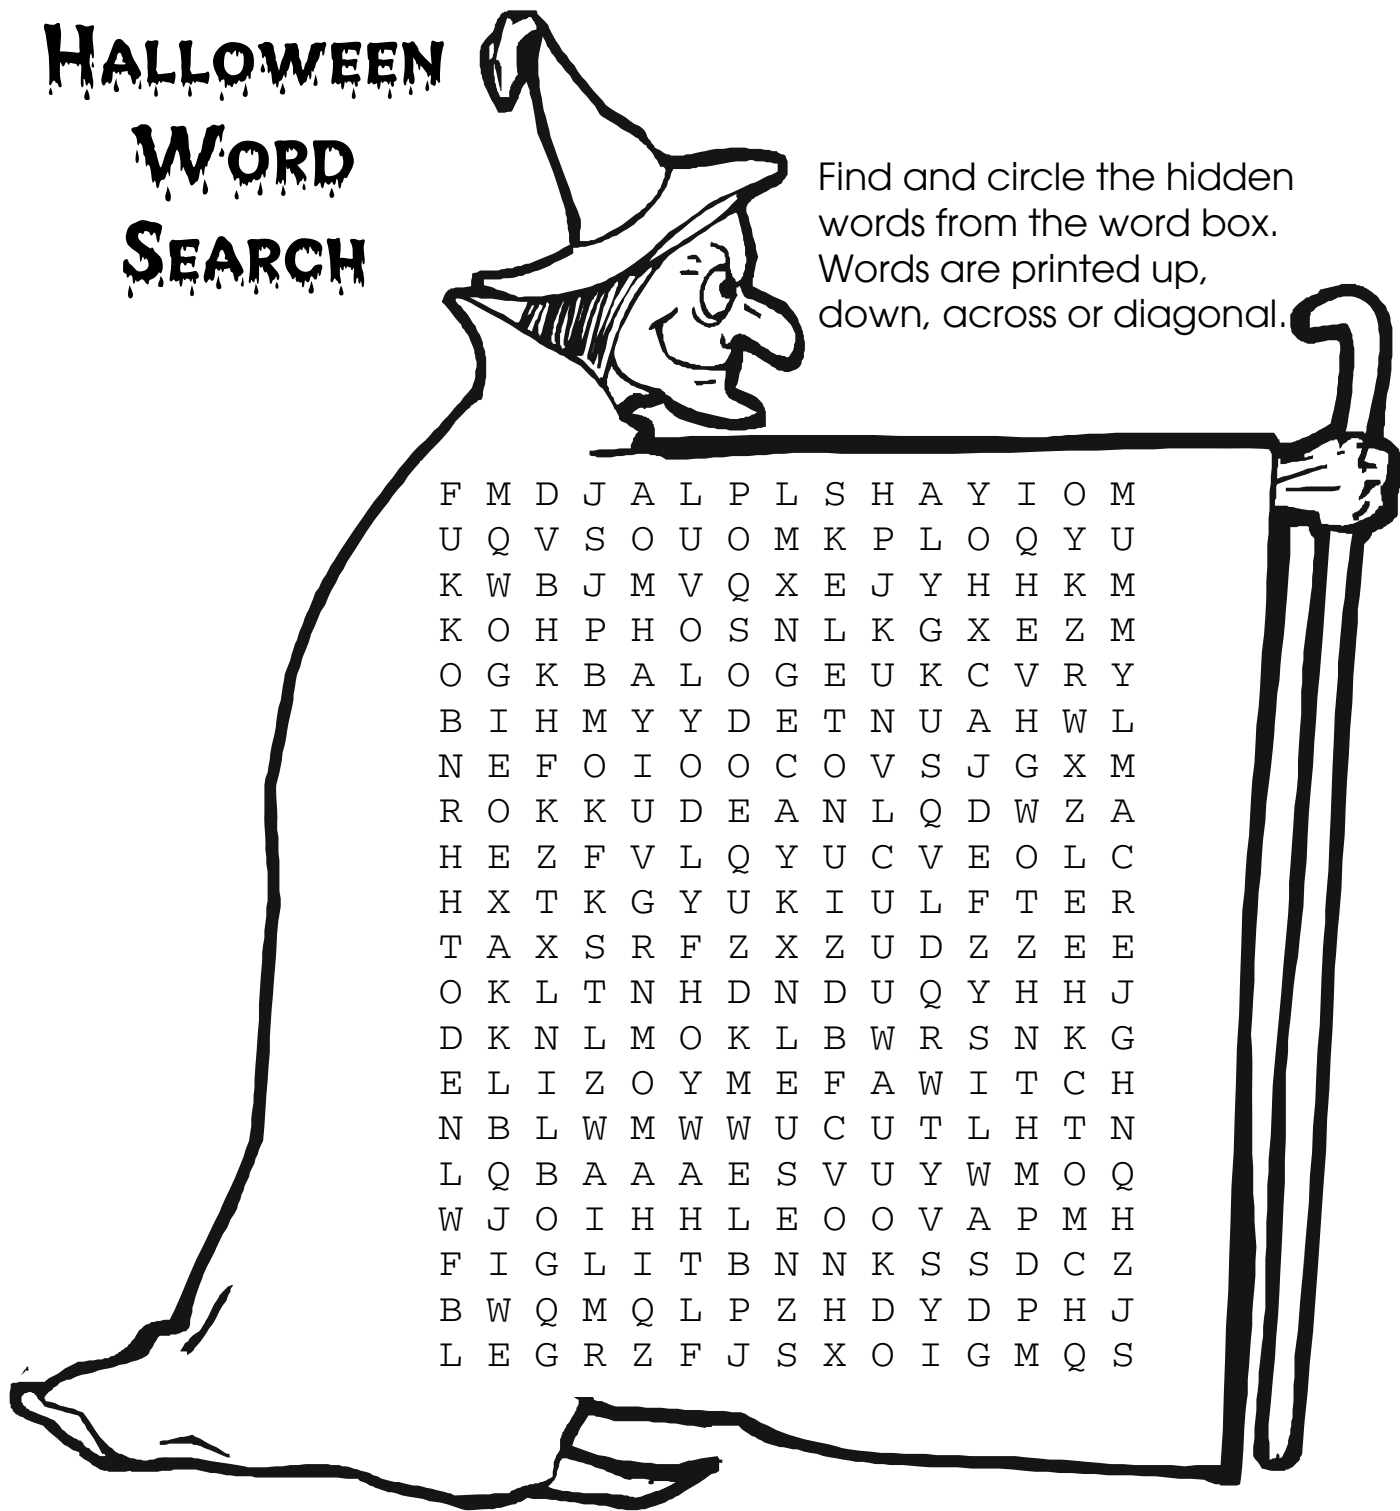 HALLOWEEN
WORD
SEARCH
Find and circle the hidden
words from the word box.
Words are printed up,
down, across or diagonal.
F M D J A L P L S H A Y I O M
U Q V S O U O M K P L O Q Y U
K W B J M V Q X E J Y H H K M
K O H P H O S N L K G X E Z M
O G K B A L O G E U K C V R Y
B I H M Y Y D E T N U A H W L
N E F O I O O C O V S J G X M
R O K K U D E A N L Q D W Z A
H E Z F V L Q Y U C V E O L C
H X T K G Y U K I U L F T E R
T A X S R F Z X Z U D Z Z E E
O K L T N H D N D U Q Y H H J
D K N L M O K L B W R S N K G
E L I Z O Y M E F A W I T C H
N B L W M W W U C U T L H T N
L Q B A A A E S V U Y W M O Q
W J O I H H L E O O V A P M H
F I G L I T B N N K S S D C Z
B W Q M Q L P Z H D Y D P H J
L E G R Z F J S X O I G M Q S